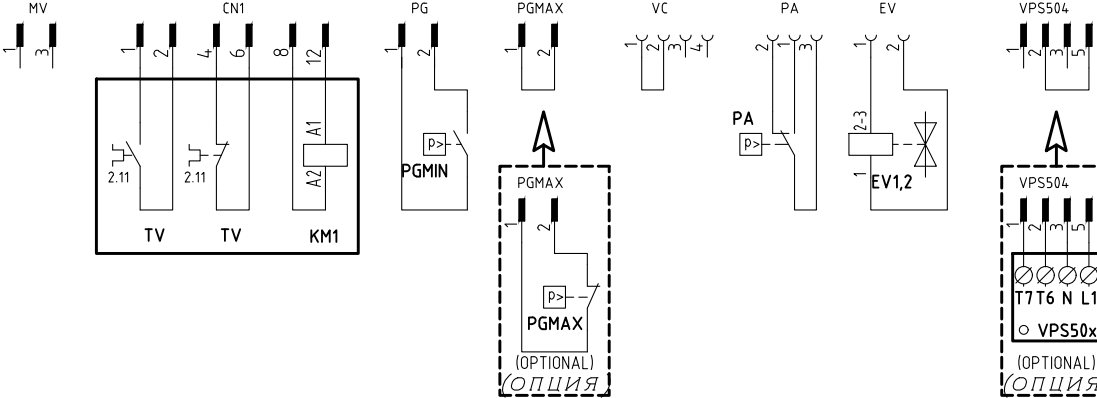 MV CN1 PG PGMAX VC PA EV VPS504
1 3 1 2 4 6 8 12 1 2 1 2 1 2 3 4 2 1 3 1 2 1 2 3 5
A1 2-3
PA
p> p>
PGMIN
2.11 2.11 A2 1 EV1,2
PGMAX VPS504
1 2 1 2 3 5
TV TV KM1
p> T7 T6 N L1
PGMAX VPS50x
(OPTIONAL) (OPTIONAL)
(ОПЦИЯ) (ОПЦИЯ